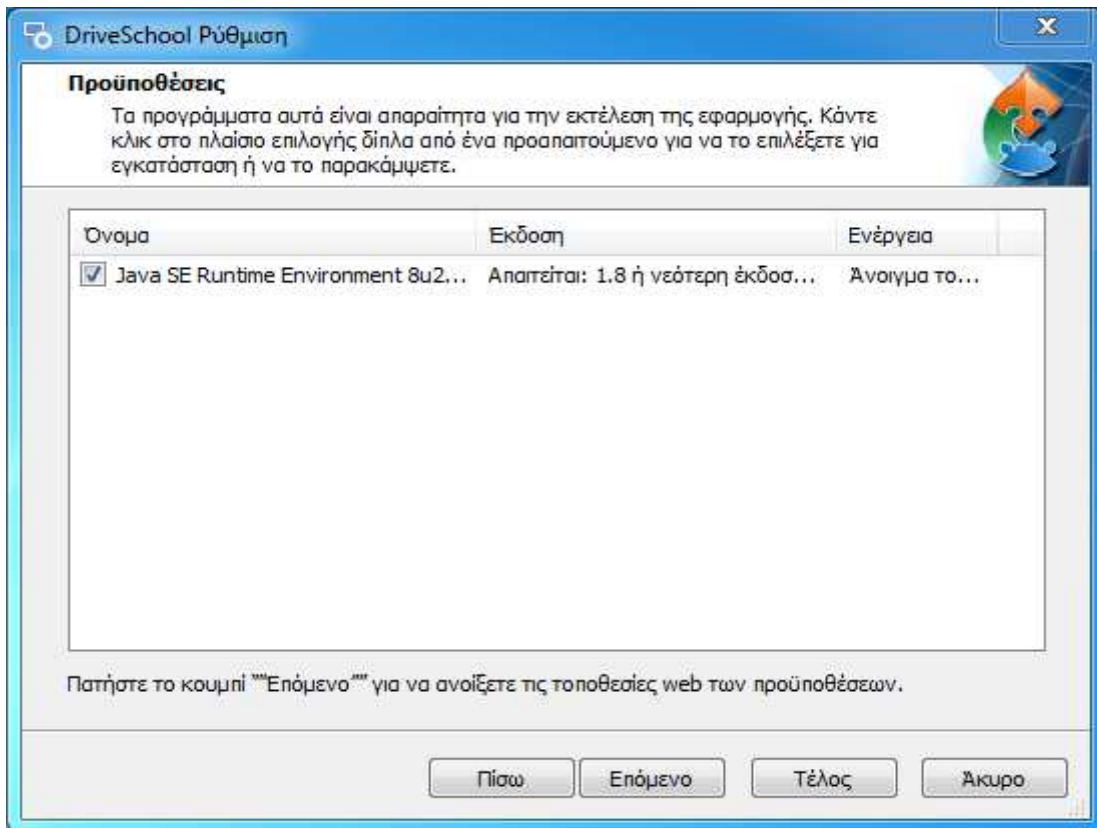 DriveSchool Ρύθμιση
Προϋποθέσεις
Τα προγράμματα αυτά είναι απαραίτητα για την εκτέλεση της εφαρμογής. Κάντε
κλικ στο πλαίσιο επιλογής δίπλα από ένα προαπαιτούμενο για να το επιλέξετε για
εγκατάσταση ή να το παρακάμψετε.
Όνομα Έκδοση Ενέργεια
Java SE Runtime Environment 8u2... Απαιτείται: 1.8 ή νεότερη έκδοσ... Άνοιγμα το...
Πατήστε το κουμπί ""Επόμενο"" για να ανοίξετε τις τοποθεσίες web των προϋποθέσεων.
Πίσω Επόμενο Τέλος Άκυρο